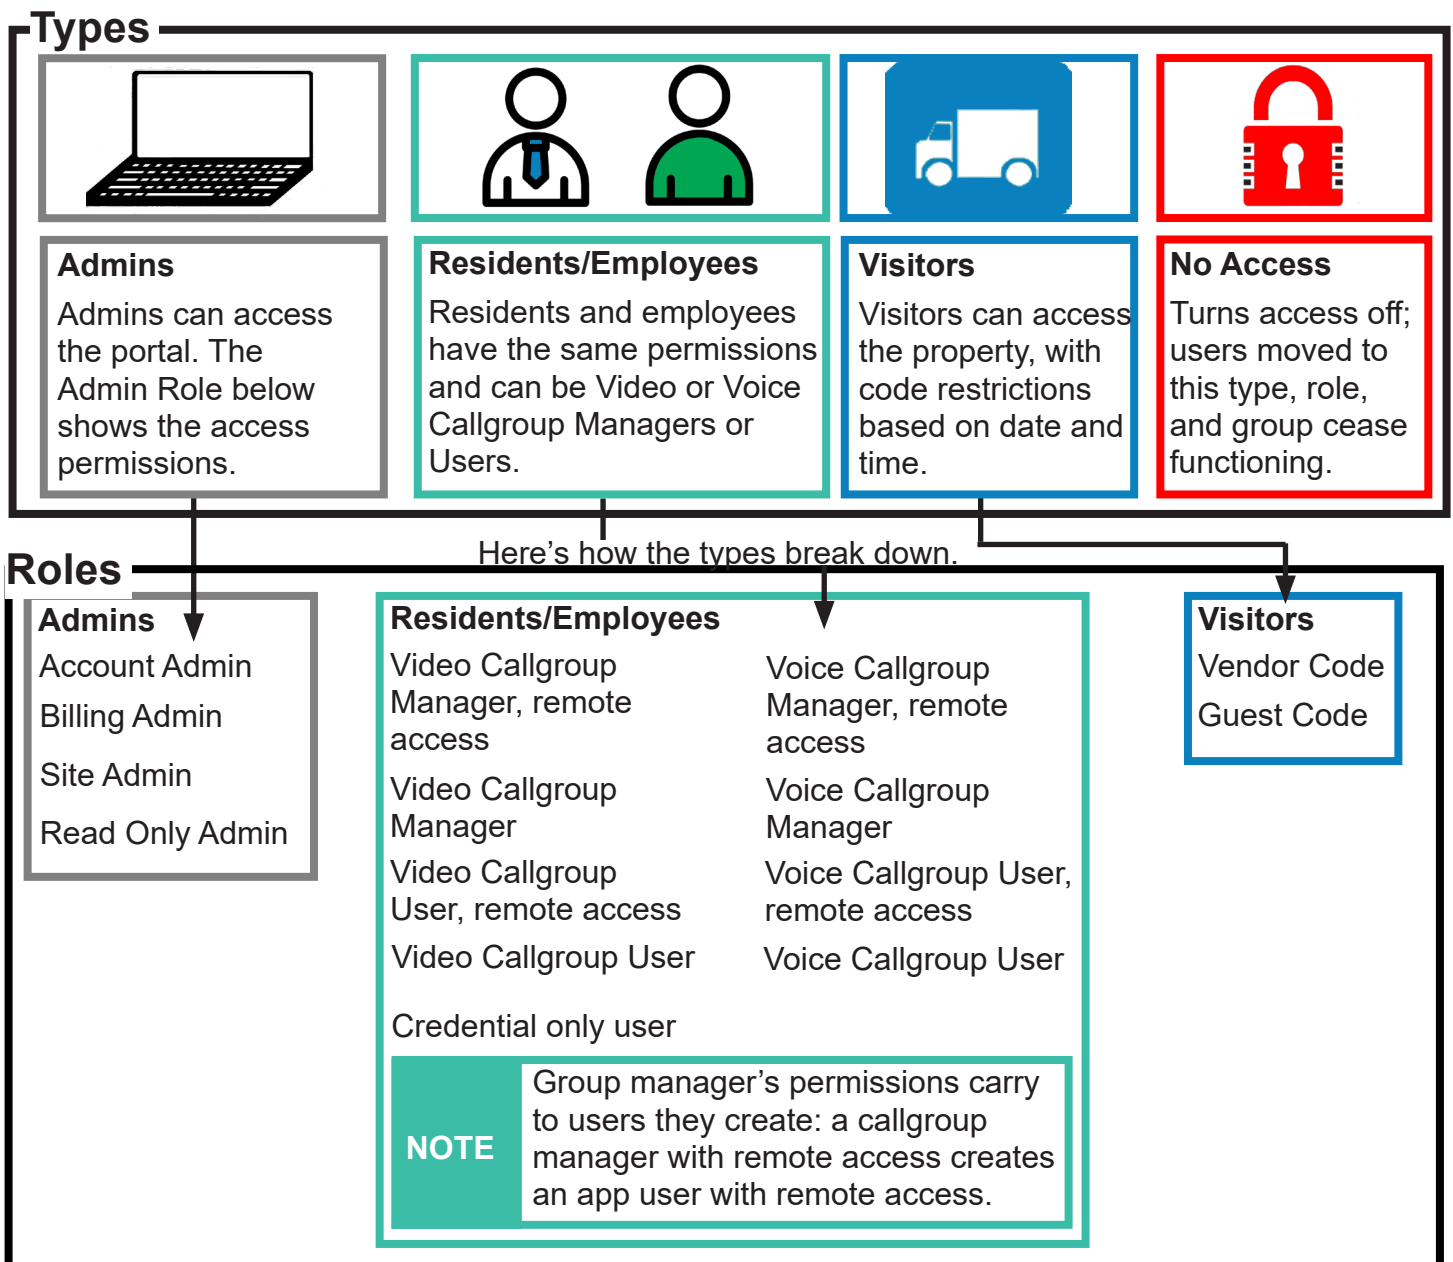 Types
Admins
Admins can access
the portal. The
Admin Role below
shows the access
permissions.
Residents/Employees
Residents and employees
have the same permissions
and can be Video or Voice
Callgroup Managers or
Users.
Visitors
Visitors can access
the property, with
code restrictions
based on date and
time.
No Access
Turns access off;
users moved to
this type, role,
and group cease
functioning.
Here’s how the types break down.
Roles
Admins
Account Admin
Billing Admin
Site Admin
Read Only Admin
Residents/Employees
Video Callgroup
Manager, remote
access
Video Callgroup
Manager
Video Callgroup
User, remote access
Video Callgroup User
Voice Callgroup
Manager, remote
access
Voice Callgroup
Manager
Voice Callgroup User,
remote access
Voice Callgroup User
Credential only user
NOTE
Group manager’s permissions carry
to users they create: a callgroup
manager with remote access creates
an app user with remote access.
Visitors
Vendor Code
Guest Code